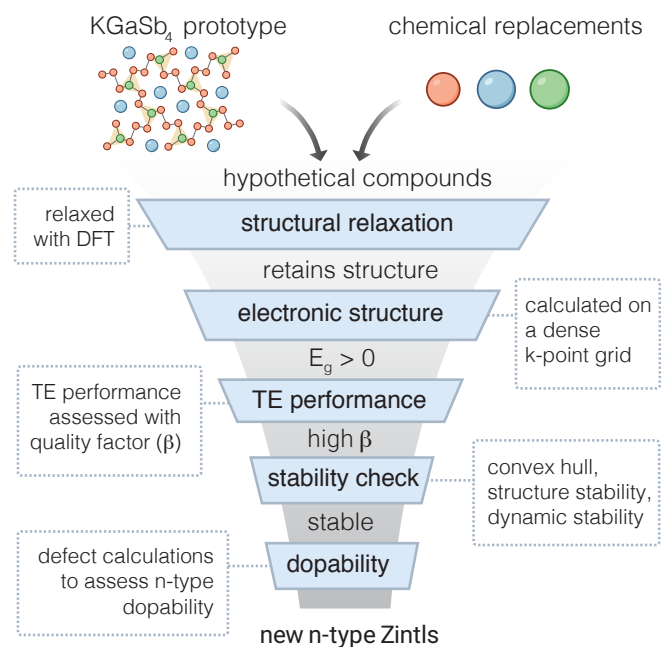 KGaSb₄ prototype
chemical replacements
hypothetical compounds
relaxed
with DFT
structural relaxation
retains structure
electronic structure
calculated on
a dense
k-point grid
E_g > 0
TE performance
assessed with
quality factor (β)
TE performance
high β
stability check
convex hull,
structure stability,
dynamic stability
stable
defect calculations
to assess n-type
dopability
dopability
new n-type Zintls